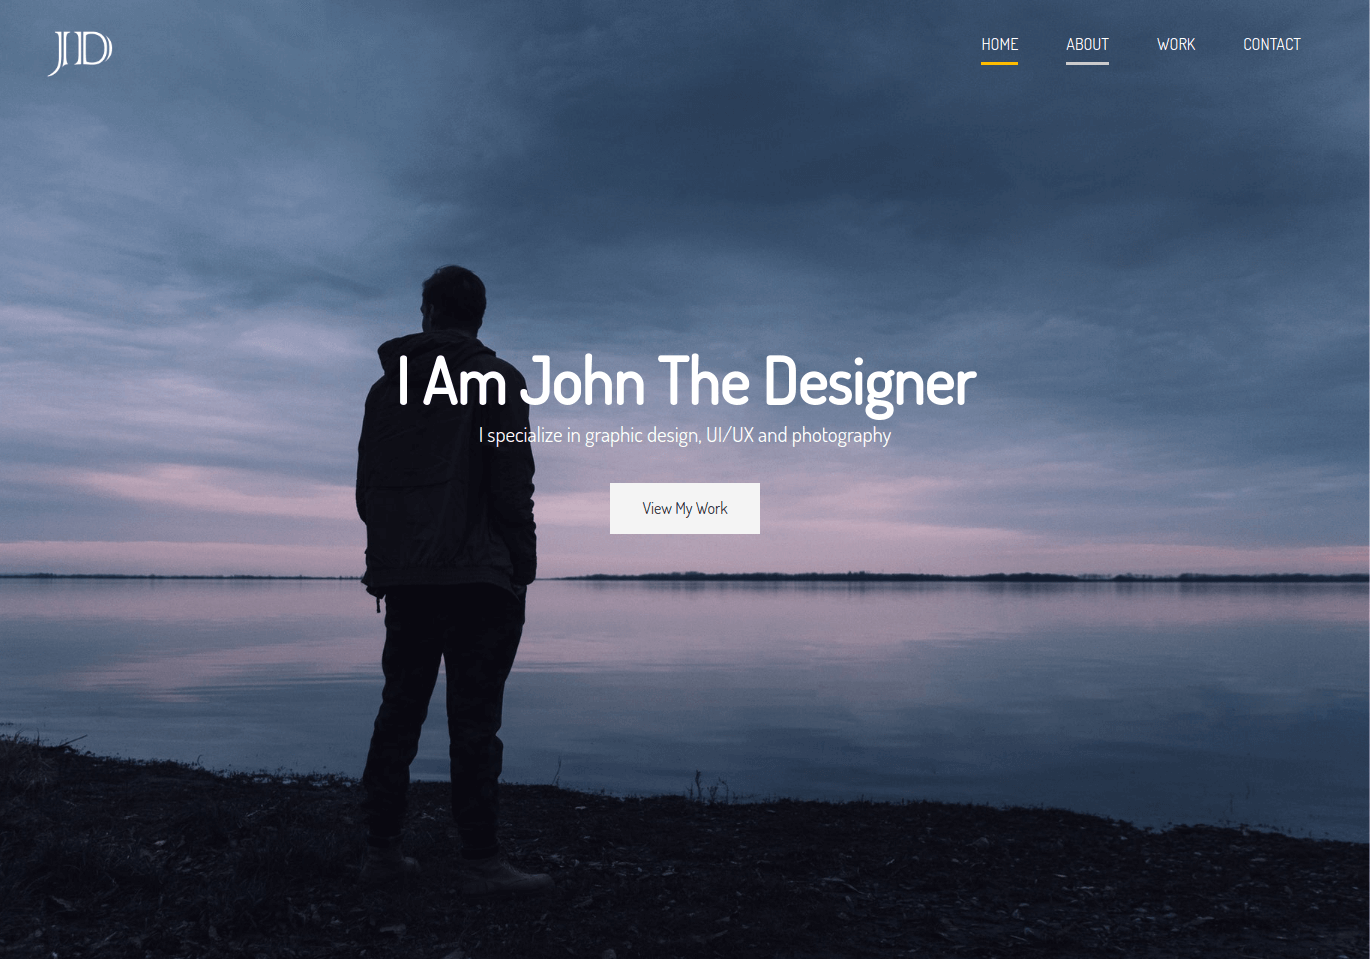 JD
HOME ABOUT WORK CONTACT
I Am John The Designer
I specialize in graphic design, UI/UX and photography
View My Work